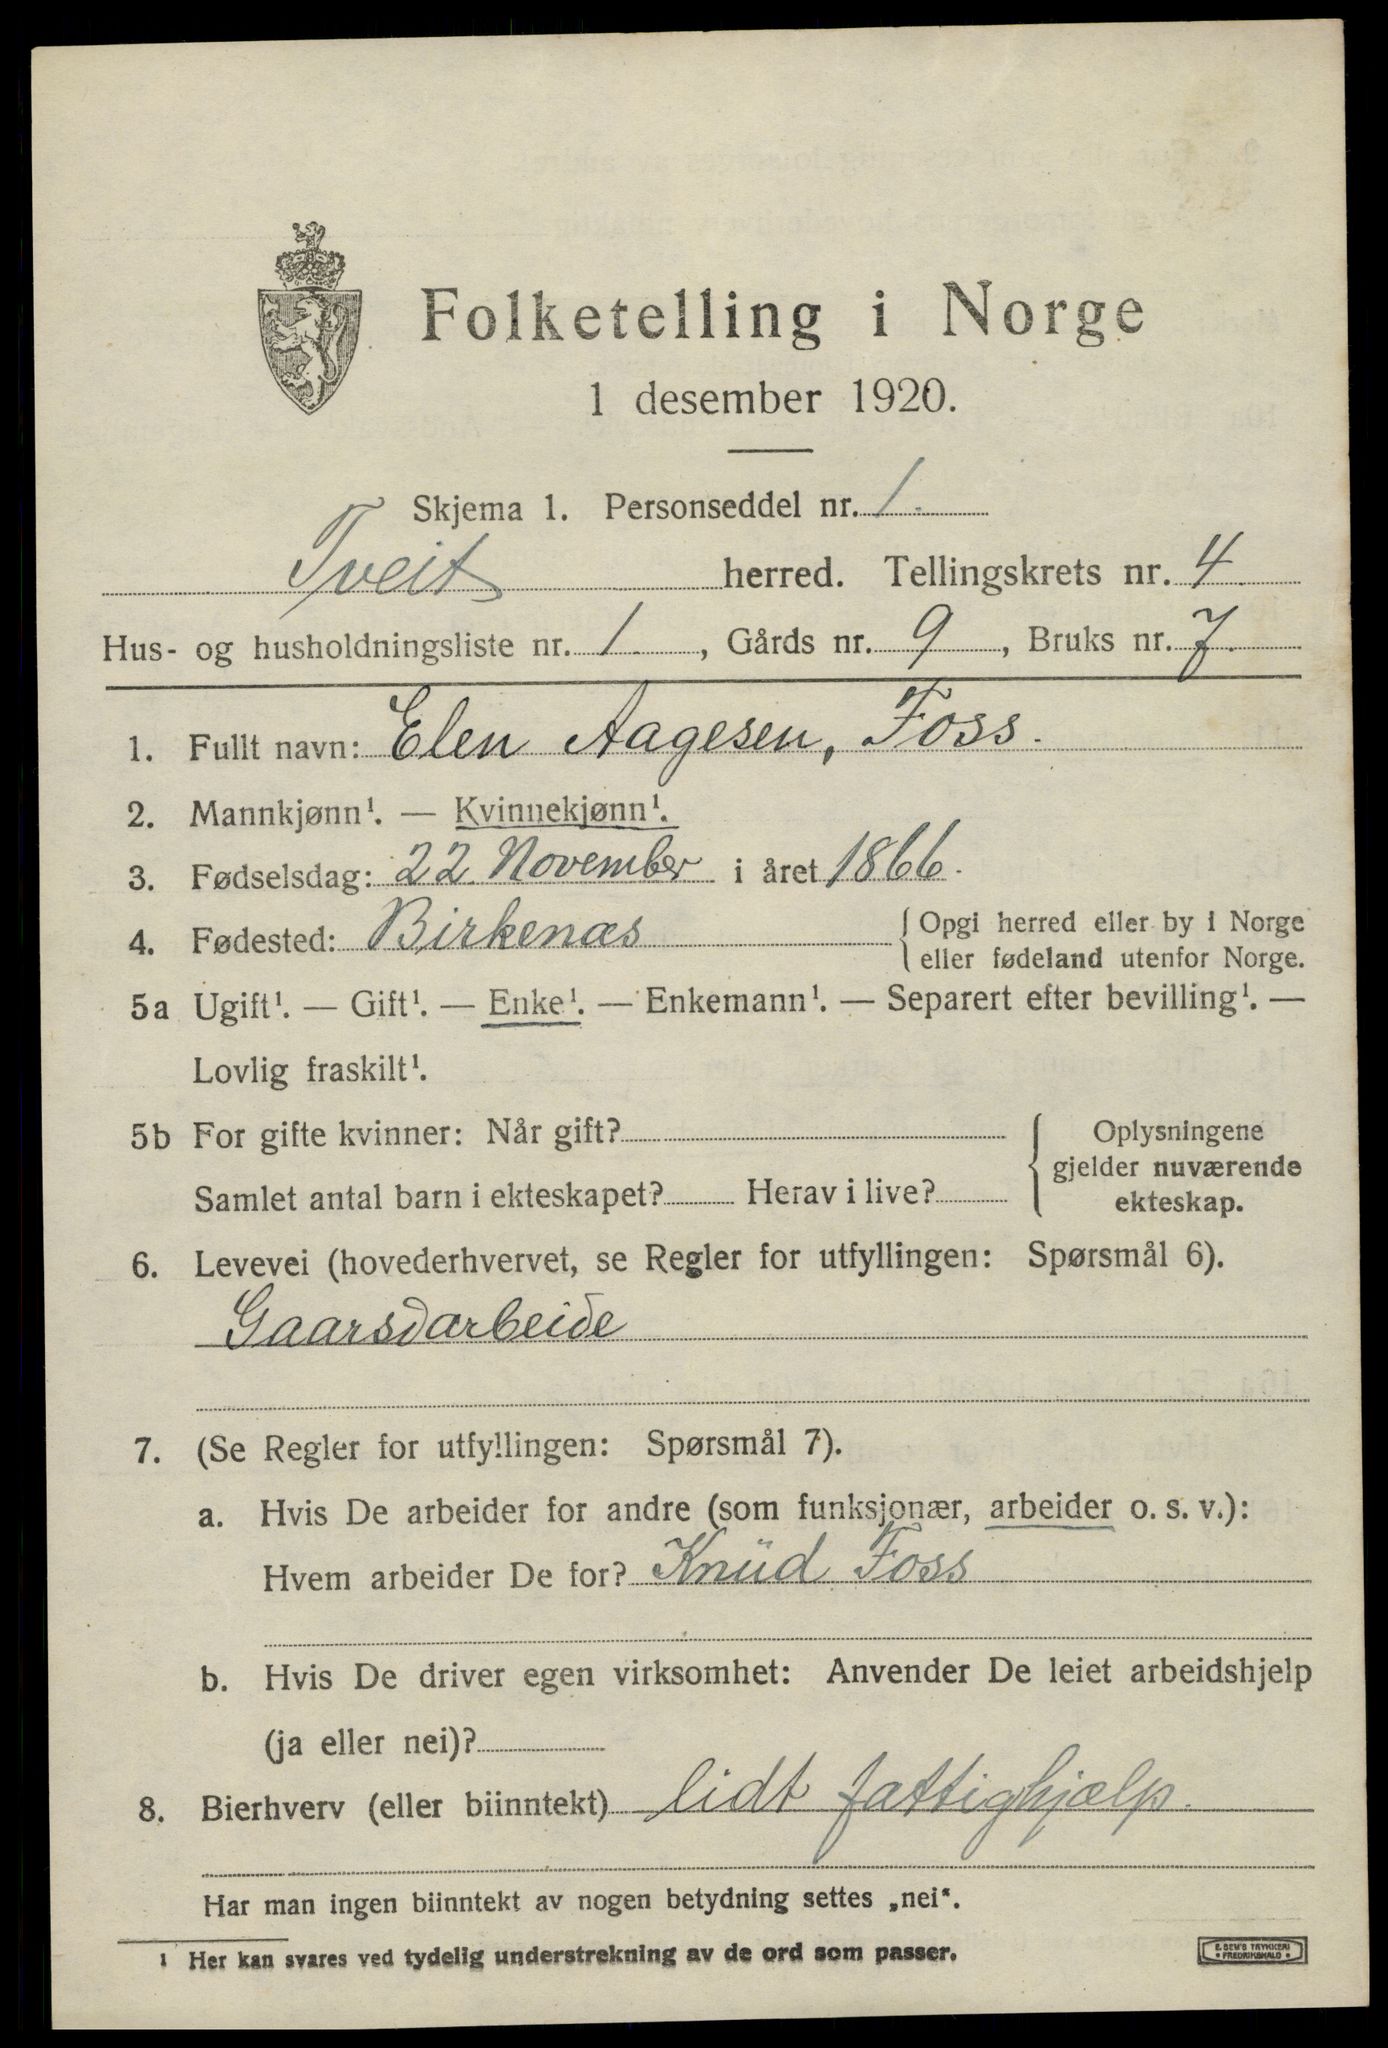 Folketelling i Norge
1 desember 1920.
Skjema 1. Personseddel nr. 1.
Tveit herred. Tellingskrets nr. 4.
Hus- og husholdningsliste nr. 1., Gårds nr. 9, Bruks nr. 7.
1. Fullt navn: Elen Aagesen, Foss.
2. Mannkjønn¹. — Kvinnekjønn¹.
3. Fødselsdag: 22 November i året 1866.
4. Fødested: Birkenæs { Opgi herred eller by i Norge
eller fødeland utenfor Norge.
5a Ugift¹. — Gift¹. — Enke¹. — Enkemann¹. — Separert efter bevilling¹. —
Lovlig fraskilt¹.
5b For gifte kvinner: Når gift? { Oplysningene
gjelder nuværende
Samlet antal barn i ekteskapet? Herav i live? ekteskap.
6. Levevei (hovederhvervet, se Regler for utfyllingen: Spørsmål 6).
Gaarsdarbeide
7. (Se Regler for utfyllingen: Spørsmål 7).
a. Hvis De arbeider for andre (som funksjonær, arbeider o. s. v.):
Hvem arbeider De for? Knüd Foss
b. Hvis De driver egen virksomhet: Anvender De leiet arbeidshjelp
(ja eller nei)?
8. Bierhverv (eller biinntekt) lidt fattighjælp.
Har man ingen biinntekt av nogen betydning settes „nei“.
¹ Her kan svares ved tydelig understrekning av de ord som passer.
E. SEM'S TRYKKERI
• FREDRIKSHALD •